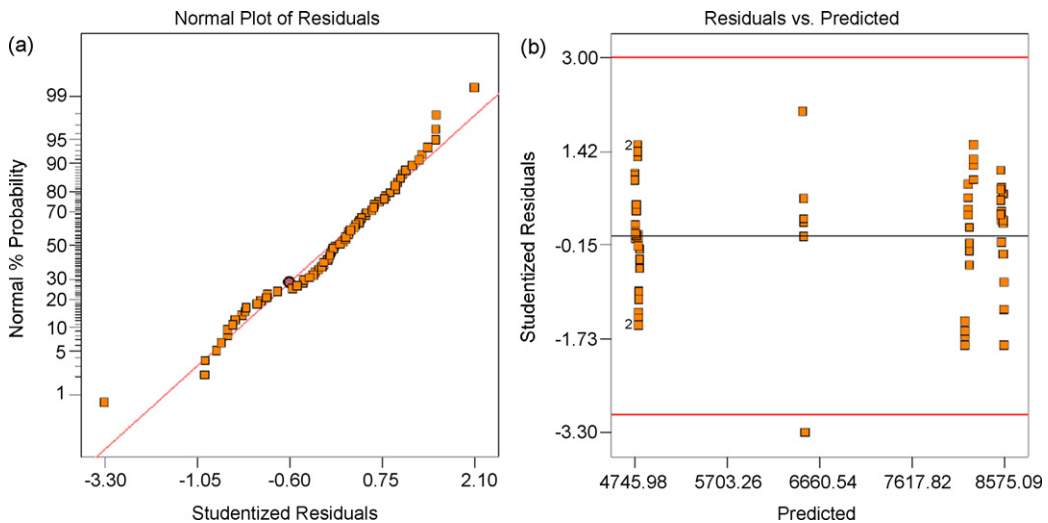 (a)
Normal Plot of Residuals
Normal % Probability
99
95
90
80
70
50
30
20
10
5
1
-3.30 -1.05 -0.60 0.75 2.10
Studentized Residuals
(b)
Residuals vs. Predicted
Studentized Residuals
3.00
1.42
-0.15
-1.73
-3.30
2
2
4745.98 5703.26 6660.54 7617.82 8575.09
Predicted